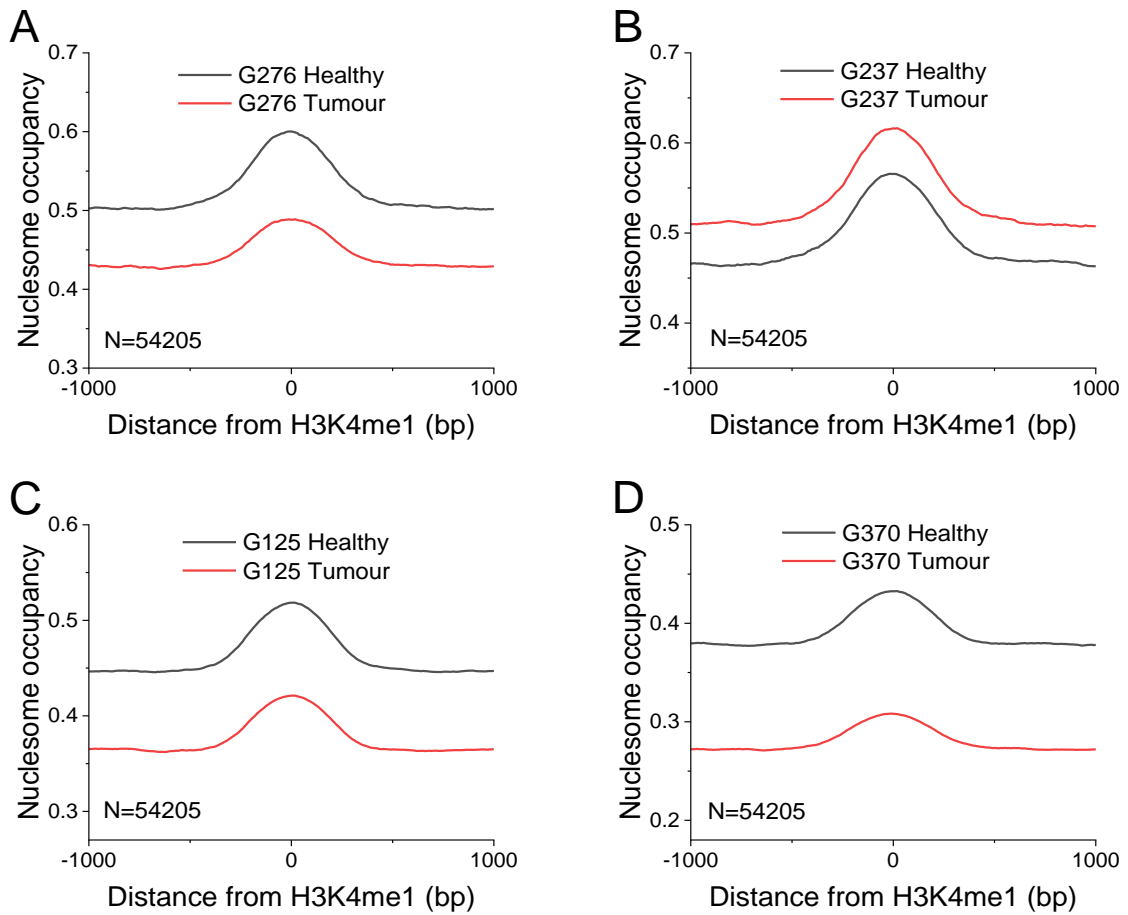 A
Nucleosome occupancy
0.7
0.6
0.5
0.4
0.3
G276 Healthy
G276 Tumour
N=54205
-1000
0
1000
Distance from H3K4me1 (bp)
B
Nuclesome occupancy
0.7
0.6
0.5
0.4
G237 Healthy
G237 Tumour
N=54205
-1000
0
1000
Distance from H3K4me1 (bp)
C
Nuclesome occupancy
0.6
0.5
0.4
0.3
G125 Healthy
G125 Tumour
N=54205
-1000
0
1000
Distance from H3K4me1 (bp)
D
Nuclesome occupancy
0.5
0.4
0.3
0.2
G370 Healthy
G370 Tumour
N=54205
-1000
0
1000
Distance from H3K4me1 (bp)